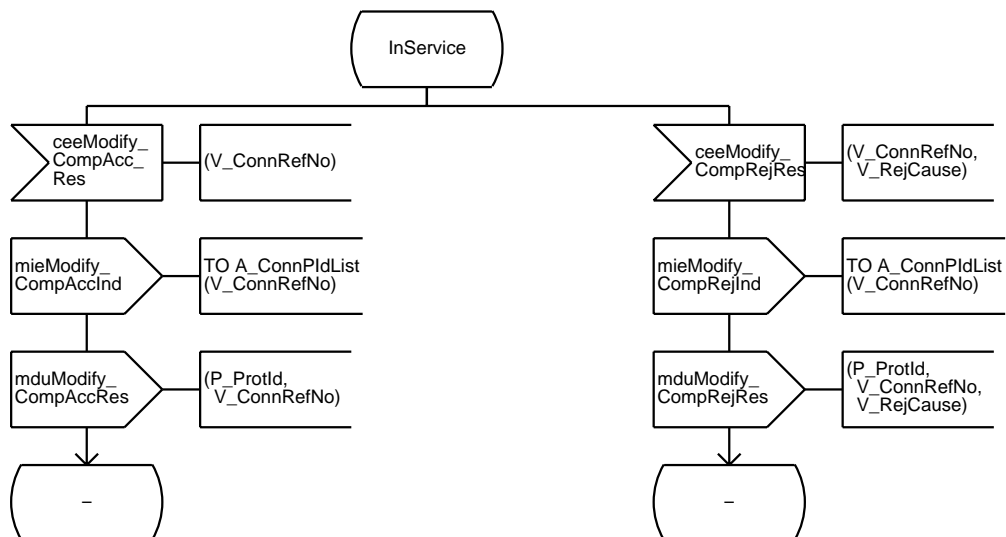 InService
ceeModify_
CompAcc_
Res
(V_ConnRefNo)
ceeModify_
CompRejRes
(V_ConnRefNo,
V_RejCause)
mieModify_
CompAccInd
TO A_ConnPIdList
(V_ConnRefNo)
mieModify_
CompRejInd
TO A_ConnPIdList
(V_ConnRefNo)
mduModify_
CompAccRes
(P_ProtId,
V_ConnRefNo)
mduModify_
CompRejRes
(P_ProtId,
V_ConnRefNo,
V_RejCause)
–
–